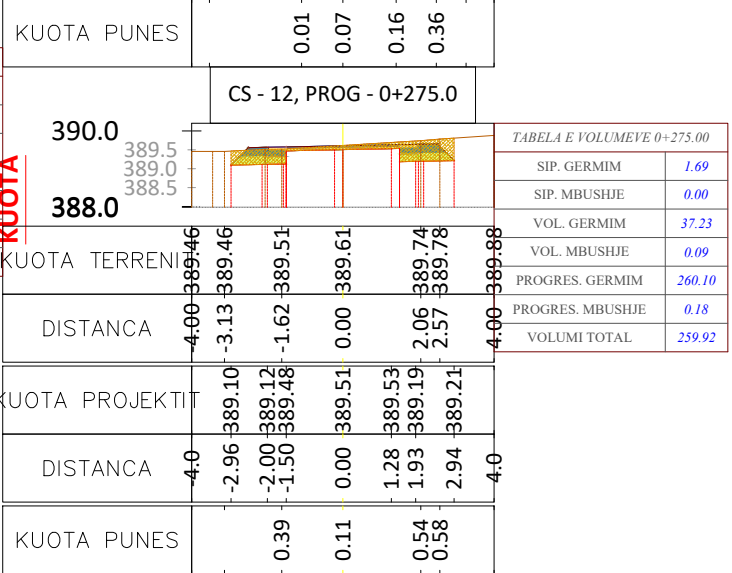 KUOTA PUNES 0.01 0.07 0.16 0.36
CS - 12, PROG - 0+275.0
KUOTA
390.0
389.5
389.0
388.5
388.0
TABELA E VOLUMEVE 0+275.00
SIP. GERMIM 1.69
SIP. MBUSHJE 0.00
VOL. GERMIM 37.23
VOL. MBUSHJE 0.09
PROGRES. GERMIM 260.10
PROGRES. MBUSHJE 0.18
VOLUMI TOTAL 259.92
KUOTA TERRENIT 389.46 389.46 389.51 389.61 389.74 389.78 389.88
DISTANCA -4.00 -3.13 -1.62 0.00 2.06 2.57 4.00
KUOTA PROJEKTIT 389.10 389.12 389.48 389.51 389.53 389.19 389.21
DISTANCA -4.0 -2.96 -2.00 -1.50 0.00 1.28 1.93 2.94 4.0
KUOTA PUNES 0.39 0.11 0.54 0.58